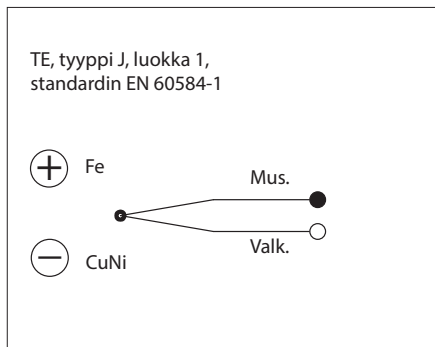 TE, tyyppi J, luokka 1,
standardin EN 60584-1
Fe
Mus.
Valk.
CuNi